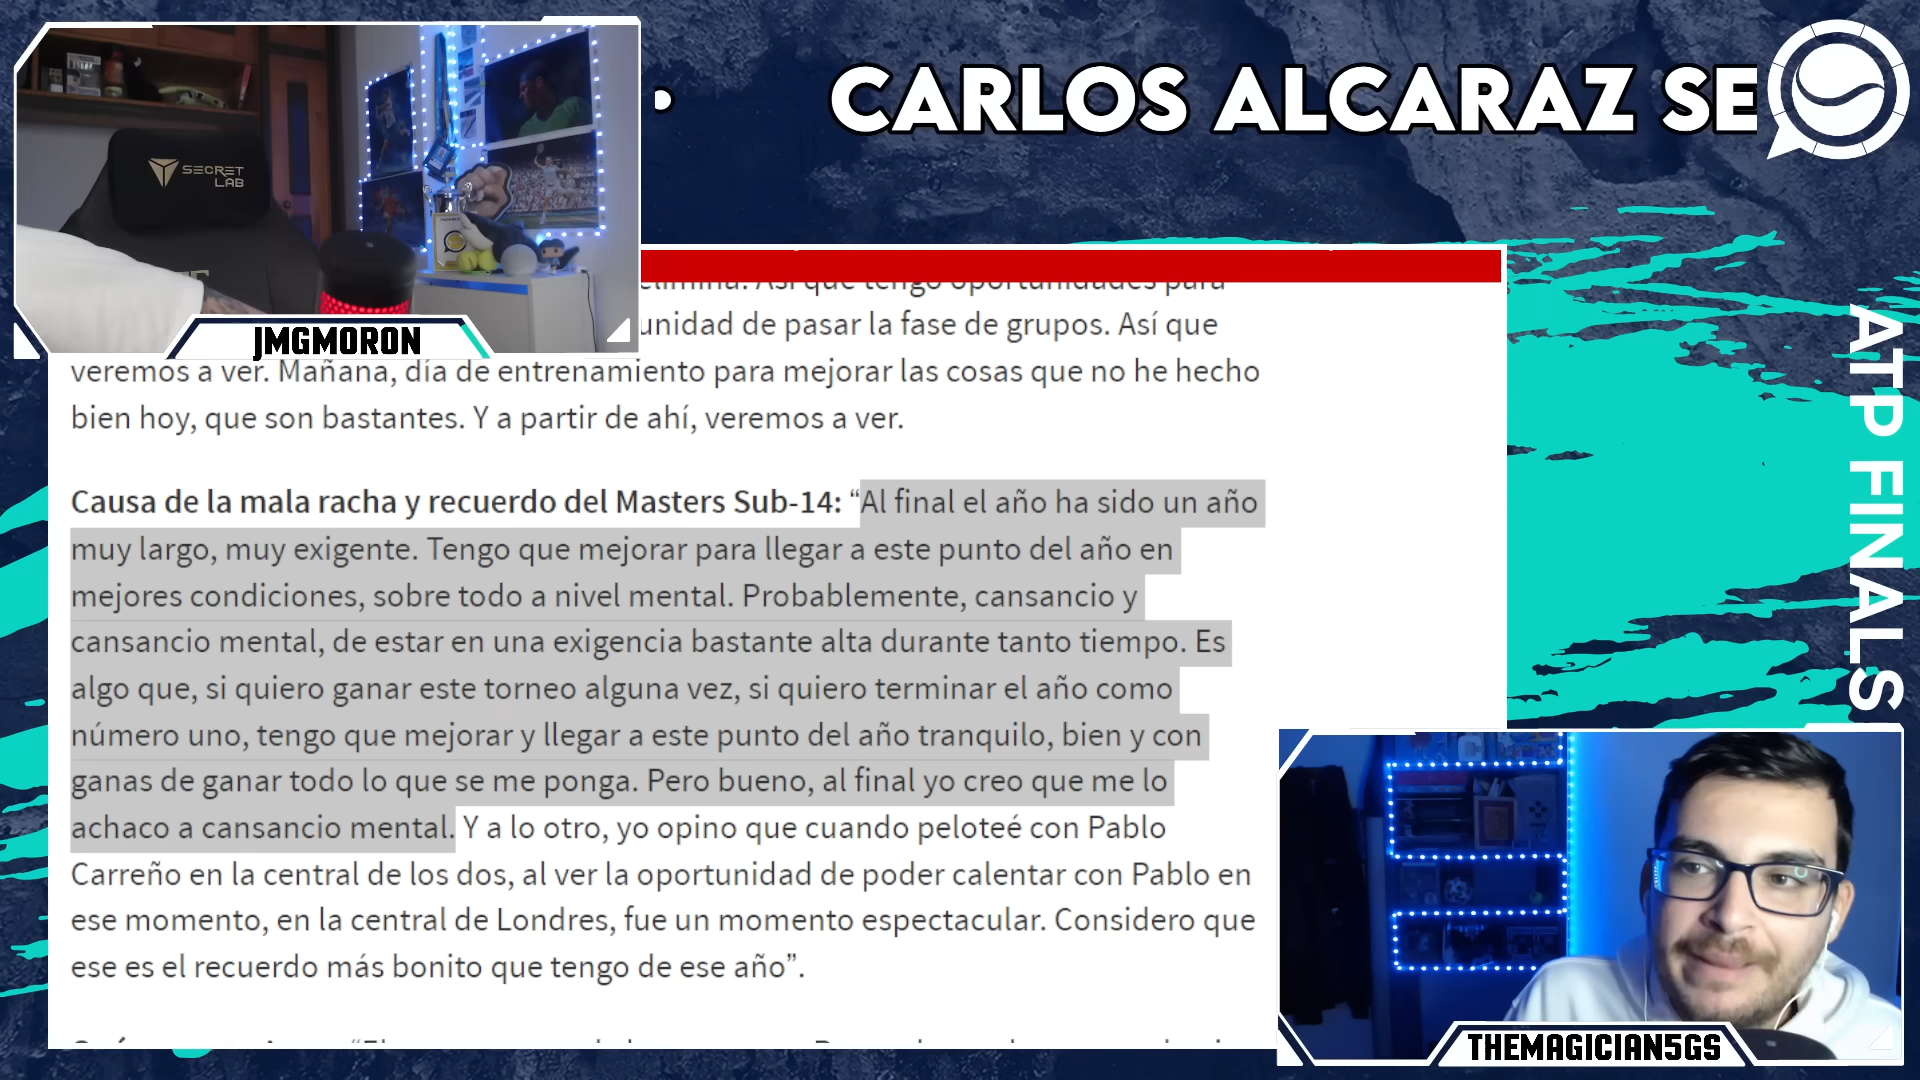 CARLOS ALCARAZ SE
SECRET
LAB
JMGMORON
elimina. Así que tengo oportunidades para
unidad de pasar la fase de grupos. Así que
veremos a ver. Mañana, día de entrenamiento para mejorar las cosas que no he hecho
bien hoy, que son bastantes. Y a partir de ahí, veremos a ver.
Causa de la mala racha y recuerdo del Masters Sub-14: “Al final el año ha sido un año
muy largo, muy exigente. Tengo que mejorar para llegar a este punto del año en
mejores condiciones, sobre todo a nivel mental. Probablemente, cansancio y
cansancio mental, de estar en una exigencia bastante alta durante tanto tiempo. Es
algo que, si quiero ganar este torneo alguna vez, si quiero terminar el año como
número uno, tengo que mejorar y llegar a este punto del año tranquilo, bien y con
ganas de ganar todo lo que se me ponga. Pero bueno, al final yo creo que me lo
achaco a cansancio mental. Y a lo otro, yo opino que cuando peloteé con Pablo
Carreño en la central de los dos, al ver la oportunidad de poder calentar con Pablo en
ese momento, en la central de Londres, fue un momento espectacular. Considero que
ese es el recuerdo más bonito que tengo de ese año”.
ATP FINALS
THEMAGICIAN5GS